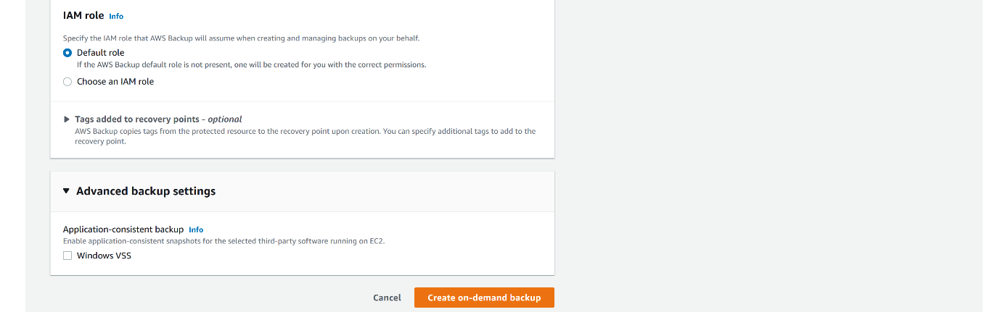 IAM role Info
Specify the IAM role that AWS Backup will assume when creating and managing backups on your behalf.
Default role
If the AWS Backup default role is not present, one will be created for you with the correct permissions.
Choose an IAM role
Tags added to recovery points - optional
AWS Backup copies tags from the protected resource to the recovery point upon creation. You can specify additional tags to add to the
recovery point.
Advanced backup settings
Application-consistent backup Info
Enable application-consistent snapshots for the selected third-party software running on EC2.
Windows VSS
Cancel Create on-demand backup